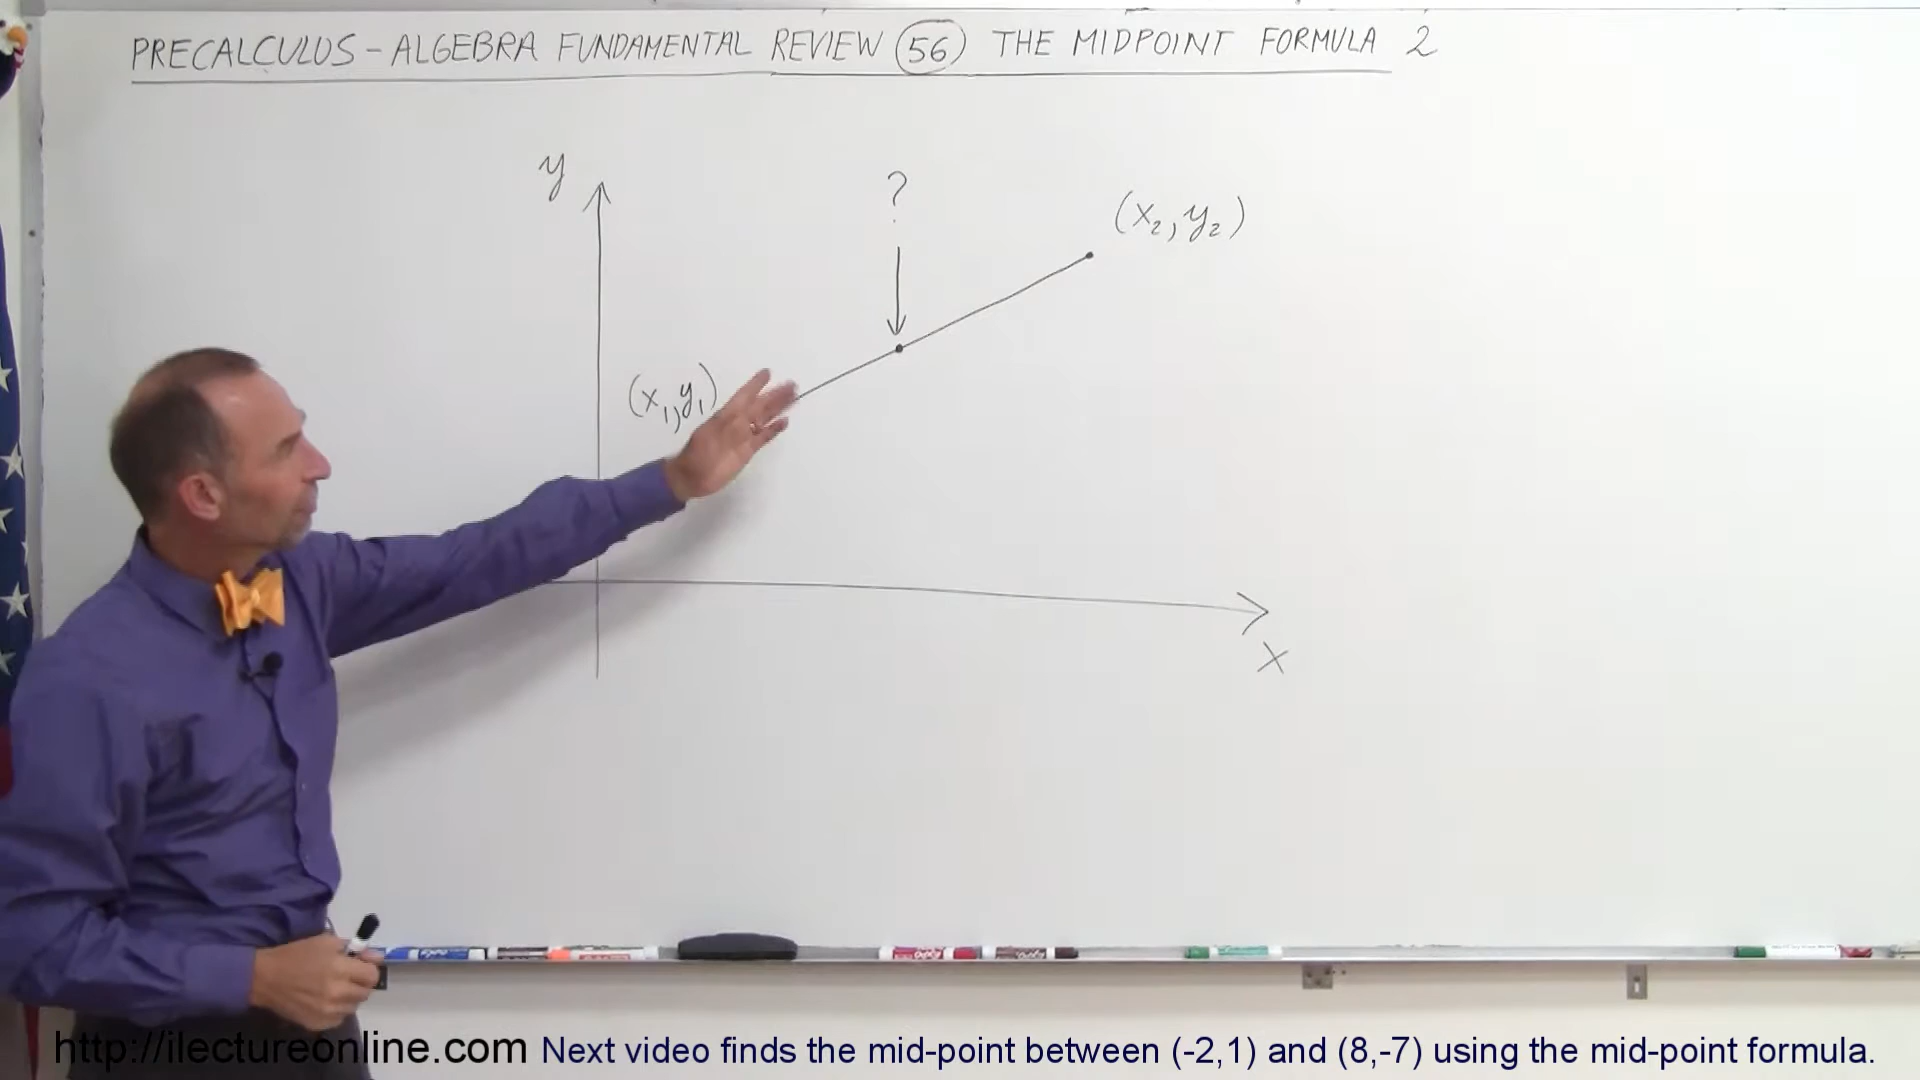 PRECALCULUS - ALGEBRA FUNDAMENTAL REVIEW 56 THE MIDPOINT FORMULA 2
y
?
(x2, y2)
(x1, y1)
x
http://ilectureonline.com Next video finds the mid-point between (-2,1) and (8,-7) using the mid-point formula.